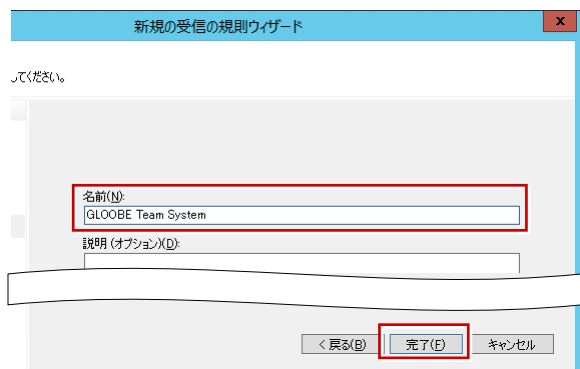 新規の受信の規則ウィザード
x
してください。
名前(N):
GLOOBE Team System
説明 (オプション)(D):
< 戻る(B)
完了(F)
キャンセル